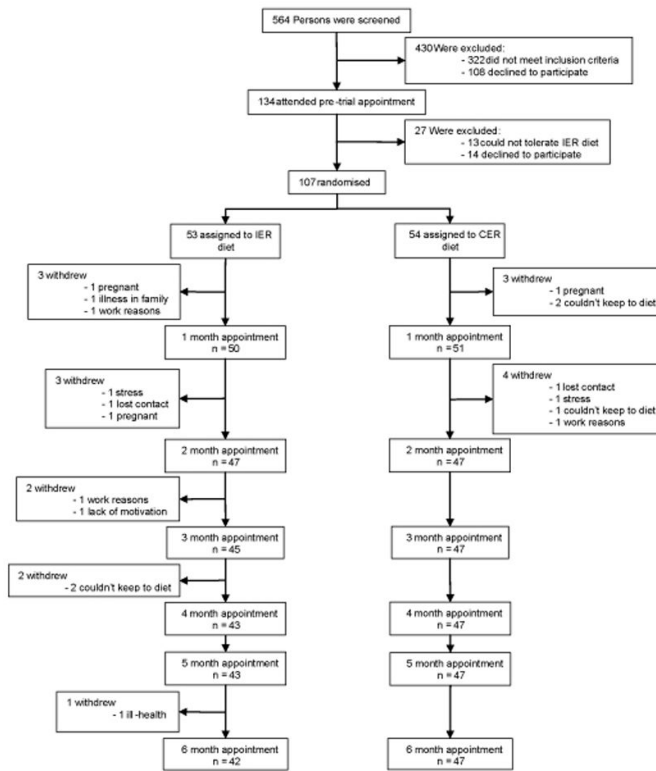 564 Persons were screened
430 Were excluded:
- 322 did not meet inclusion criteria
- 108 declined to participate
134 attended pre-trial appointment
27 Were excluded:
- 13 could not tolerate IER diet
- 14 declined to participate
107 randomised
53 assigned to IER
diet
54 assigned to CER
diet
3 withdrew
- 1 pregnant
- 1 illness in family
- 1 work reasons
3 withdrew
- 1 pregnant
- 2 couldn't keep to diet
1 month appointment
n = 50
1 month appointment
n = 51
3 withdrew
- 1 stress
- 1 lost contact
- 1 pregnant
4 withdrew
- 1 lost contact
- 1 stress
- 1 couldn't keep to diet
- 1 work reasons
2 month appointment
n = 47
2 month appointment
n = 47
2 withdrew
- 1 work reasons
- 1 lack of motivation
3 month appointment
n = 45
3 month appointment
n = 47
2 withdrew
- 2 couldn't keep to diet
4 month appointment
n = 43
4 month appointment
n = 47
5 month appointment
n = 43
5 month appointment
n = 47
1 withdrew
- 1 ill-health
6 month appointment
n = 42
6 month appointment
n = 47